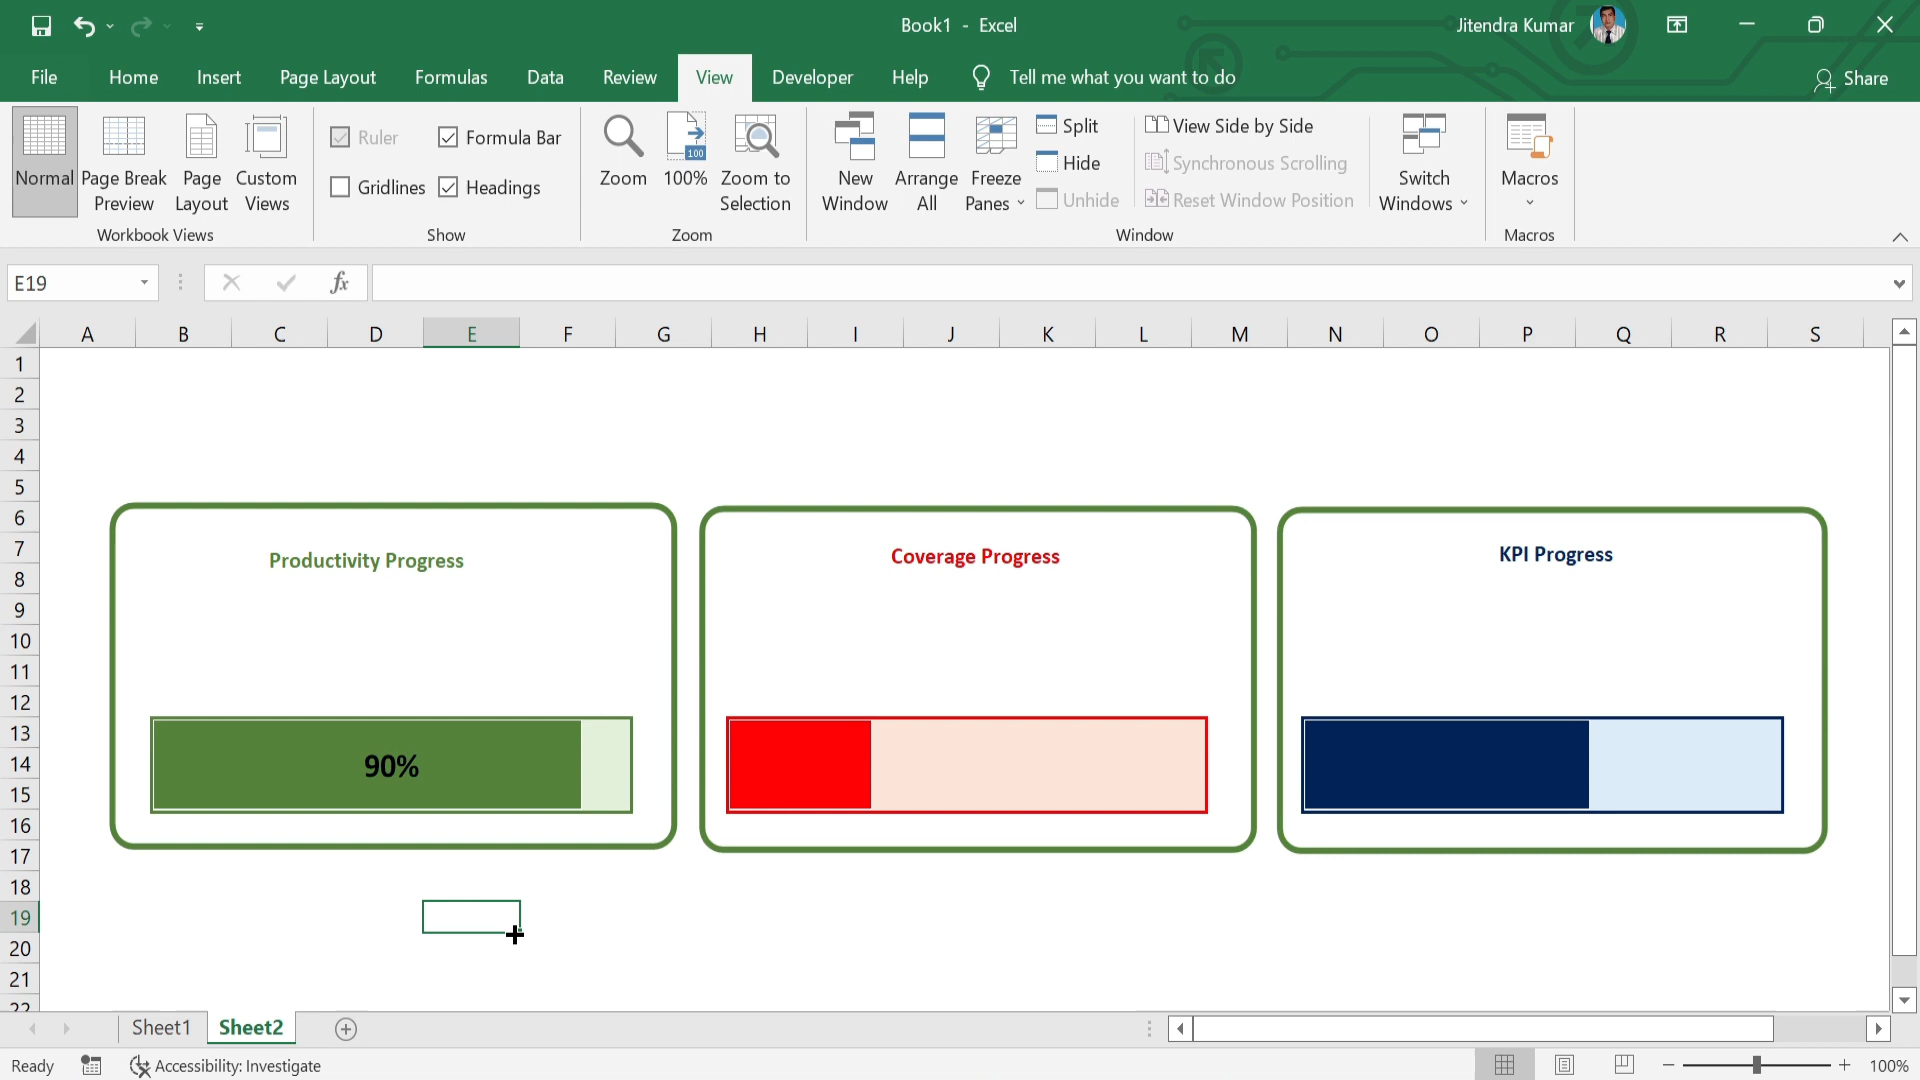 Book1 - Excel
Jitendra Kumar
File Home Insert Page Layout Formulas Data Review View Developer Help Tell me what you want to do Share
Normal
Page Break Preview
Page Layout
Custom Views
Workbook Views
Ruler
Formula Bar
Gridlines
Headings
Show
Zoom
100
100%
Zoom to Selection
Zoom
New Window
Arrange All
Freeze Panes
Split
Hide
Unhide
View Side by Side
Synchronous Scrolling
Reset Window Position
Window
Switch Windows
Macros
Macros
E19
fx
A B C D E F G H I J K L M N O P Q R S
1
2
3
4
5
6
7
8
9
10
11
12
13
14
15
16
17
18
19
20
21
22
Productivity Progress
90%
Coverage Progress
KPI Progress
Sheet1 Sheet2
Ready
Accessibility: Investigate
100%